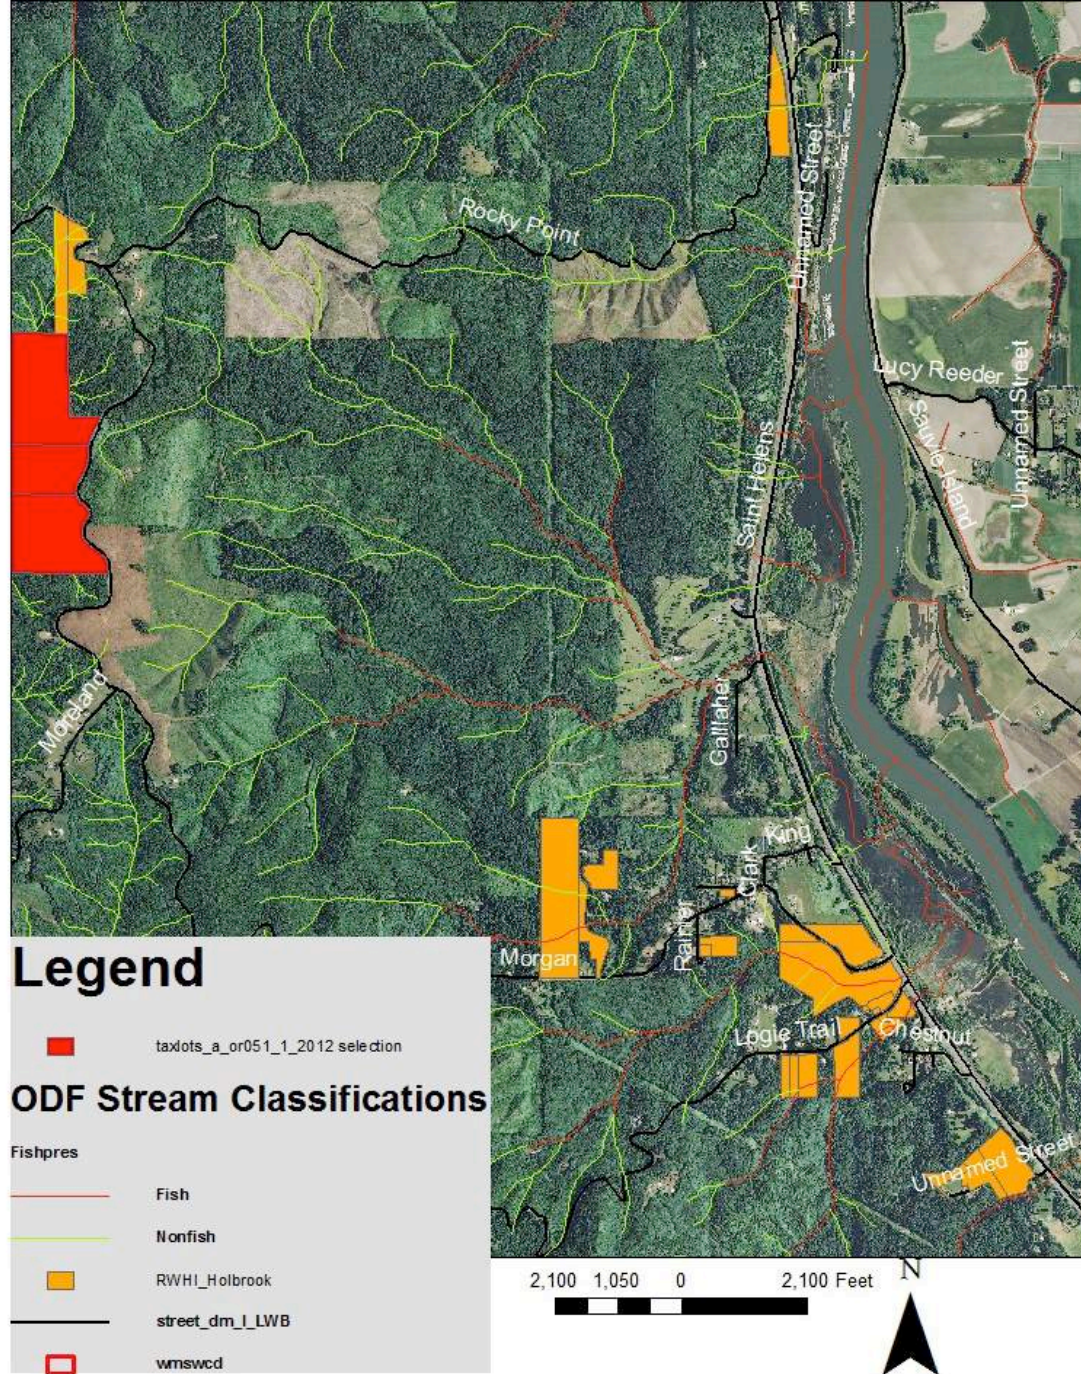 Unnamed Street
Rocky Point
Lucy Reeder
Unnamed Street
Sauvie Island
Saint Helens
Moreland
Gallaher
King
Clark
Rainier
Morgan
Logie Trail
Chestnut
Unnamed Street
Legend
taxlots_a_or051_1_2012 selection
ODF Stream Classifications
Fishpres
Fish
Nonfish
RWHI_Holbrook
street_dm_l_LWB
wmswcd
2,100 1,050 0 2,100 Feet
N